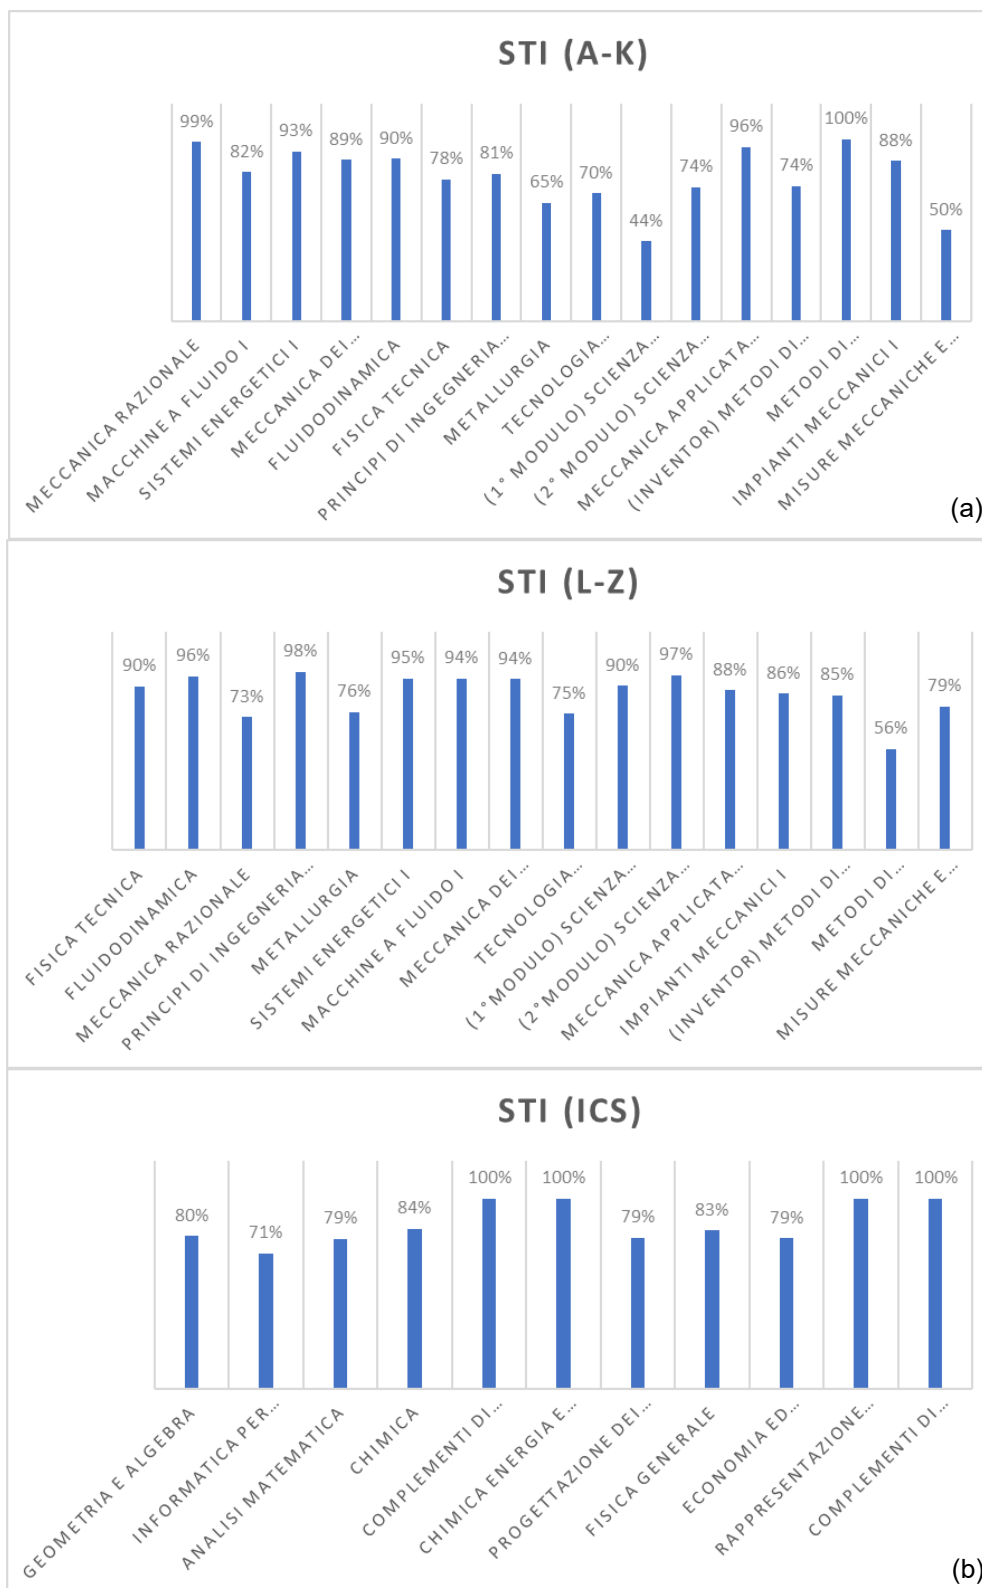 STI (A-K)
99%
82%
93%
89%
90%
78%
81%
65%
70%
44%
74%
96%
74%
100%
88%
50%
MECCANICA RAZIONALE
MACCHINE A FLUIDO I
SISTEMI ENERGETICI I
MECCANICA DEI…
FLUIDODINAMICA
FISICA TECNICA
PRINCIPI DI INGEGNERIA…
METALLURGIA
TECNOLOGIA…
(1° MODULO) SCIENZA…
(2° MODULO) SCIENZA…
MECCANICA APPLICATA…
(INVENTOR) METODI DI…
METODI DI…
IMPIANTI MECCANICI I
MISURE MECCANICHE E…
(a)
STI (L-Z)
90%
96%
73%
98%
76%
95%
94%
94%
75%
90%
97%
88%
86%
85%
56%
79%
FISICA TECNICA
FLUIDODINAMICA
MECCANICA RAZIONALE
PRINCIPI DI INGEGNERIA…
METALLURGIA
SISTEMI ENERGETICI I
MACCHINE A FLUIDO I
MECCANICA DEI…
TECNOLOGIA…
(1°MODULO) SCIENZA…
(2°MODULO) SCIENZA…
MECCANICA APPLICATA…
IMPIANTI MECCANICI I
(INVENTOR) METODI DI…
METODI DI…
MISURE MECCANICHE E…
STI (ICS)
80%
71%
79%
84%
100%
100%
79%
83%
79%
100%
100%
GEOMETRIA E ALGEBRA
INFORMATICA PER…
ANALISI MATEMATICA
CHIMICA
COMPLEMENTI DI…
CHIMICA ENERGIA E…
PROGETTAZIONE DEI…
FISICA GENERALE
ECONOMIA ED…
RAPPRESENTAZIONE…
COMPLEMENTI DI…
(b)